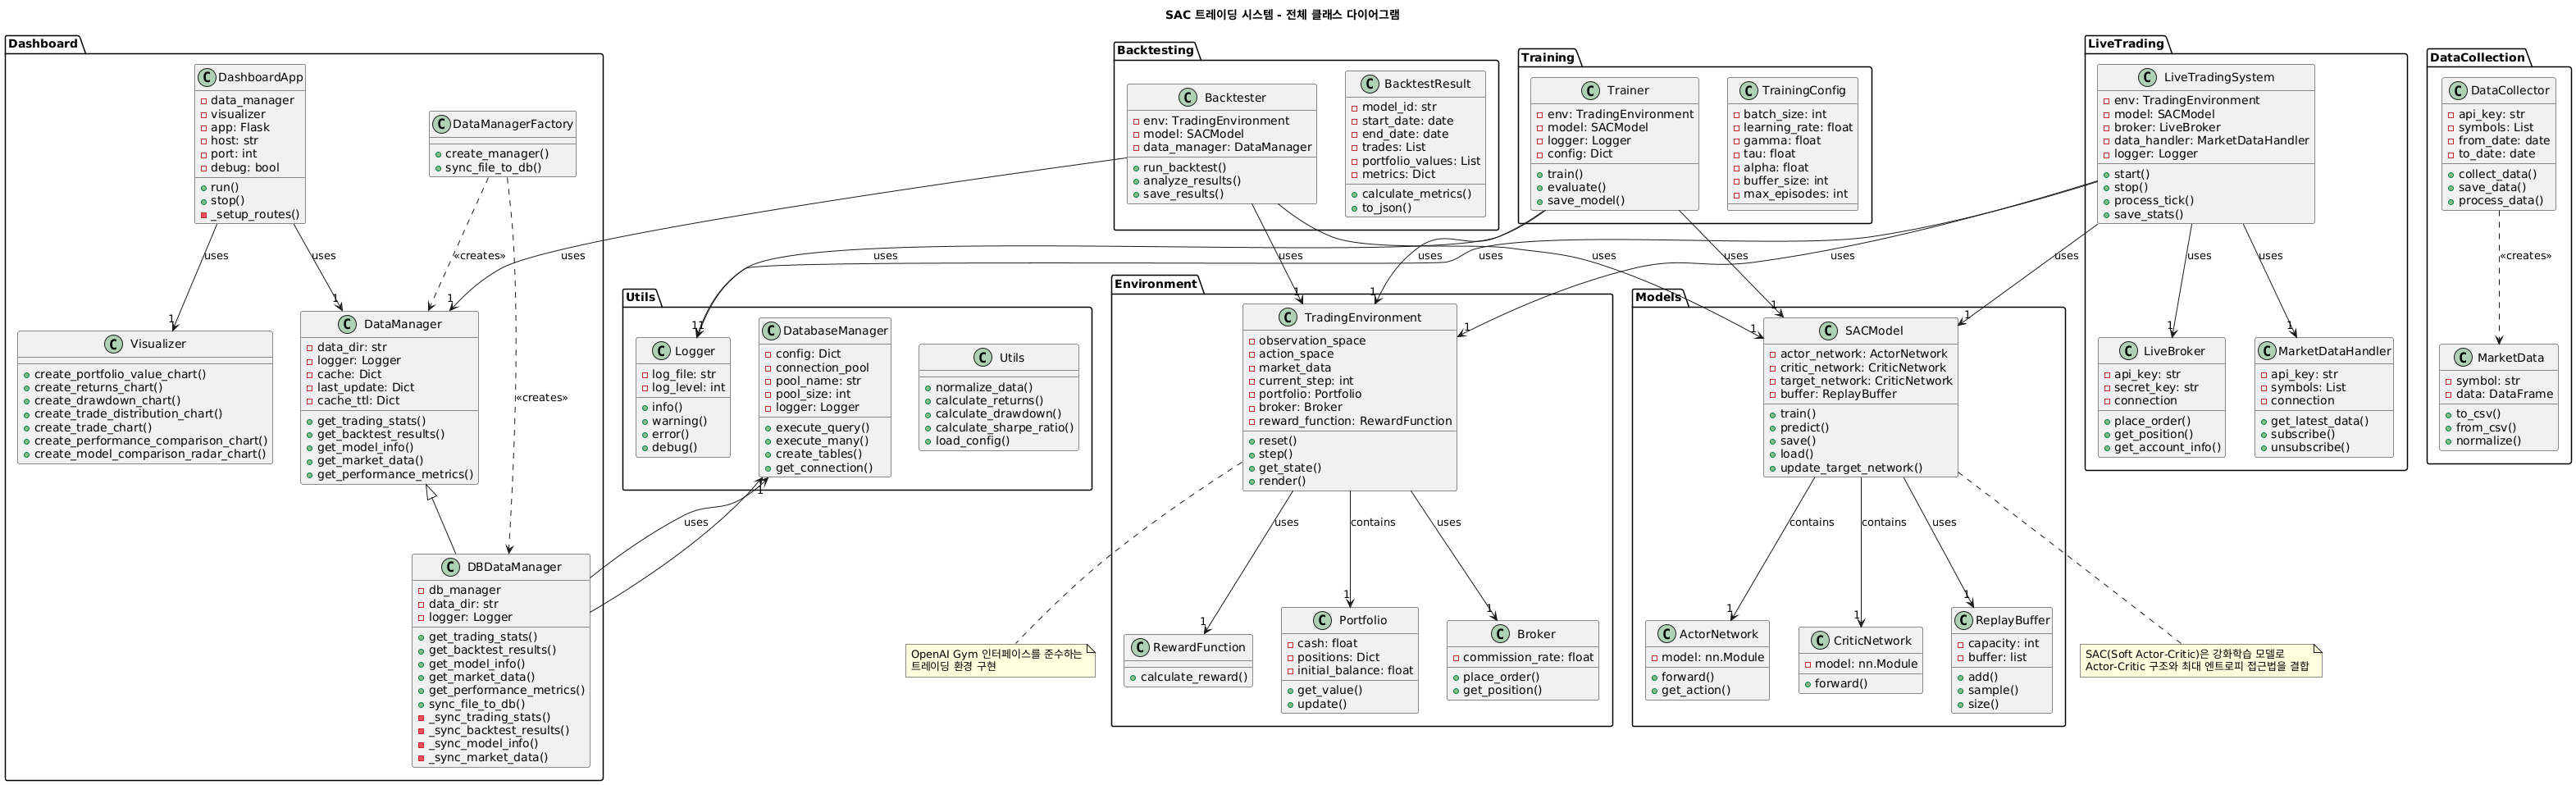 SAC 트레이딩 시스템 - 전체 클래스 다이어그램
Dashboard
DashboardApp
data_manager
visualizer
app: Flask
host: str
port: int
debug: bool
run()
stop()
_setup_routes()
DataManagerFactory
create_manager()
sync_file_to_db()
uses
uses
«creates»
«creates»
uses
1
1
1
Visualizer
create_portfolio_value_chart()
create_returns_chart()
create_drawdown_chart()
create_trade_distribution_chart()
create_trade_chart()
create_performance_comparison_chart()
create_model_comparison_radar_chart()
DataManager
data_dir: str
logger: Logger
cache: Dict
last_update: Dict
cache_ttl: Dict
get_trading_stats()
get_backtest_results()
get_model_info()
get_market_data()
get_performance_metrics()
DBDataManager
db_manager
data_dir: str
logger: Logger
get_trading_stats()
get_backtest_results()
get_model_info()
get_market_data()
get_performance_metrics()
sync_file_to_db()
_sync_trading_stats()
_sync_backtest_results()
_sync_model_info()
_sync_market_data()
Utils
Logger
log_file: str
log_level: int
info()
warning()
error()
debug()
DatabaseManager
config: Dict
connection_pool
pool_name: str
pool_size: int
logger: Logger
execute_query()
execute_many()
create_tables()
get_connection()
Utils
normalize_data()
calculate_returns()
calculate_drawdown()
calculate_sharpe_ratio()
load_config()
1
1
1
uses
Backtesting
Backtester
env: TradingEnvironment
model: SACModel
data_manager: DataManager
run_backtest()
analyze_results()
save_results()
BacktestResult
model_id: str
start_date: date
end_date: date
trades: List
portfolio_values: List
metrics: Dict
calculate_metrics()
to_json()
Training
Trainer
env: TradingEnvironment
model: SACModel
logger: Logger
config: Dict
train()
evaluate()
save_model()
TrainingConfig
batch_size: int
learning_rate: float
gamma: float
tau: float
alpha: float
buffer_size: int
max_episodes: int
uses
uses
uses
uses
uses
uses
uses
uses
Environment
1
1
1
TradingEnvironment
observation_space
action_space
market_data
current_step: int
portfolio: Portfolio
broker: Broker
reward_function: RewardFunction
reset()
step()
get_state()
render()
uses
contains
uses
1
1
1
RewardFunction
calculate_reward()
Portfolio
cash: float
positions: Dict
initial_balance: float
get_value()
update()
Broker
commission_rate: float
place_order()
get_position()
OpenAI Gym 인터페이스를 준수하는
트레이딩 환경 구현
Models
1
1
1
SACModel
actor_network: ActorNetwork
critic_network: CriticNetwork
target_network: CriticNetwork
buffer: ReplayBuffer
train()
predict()
save()
load()
update_target_network()
contains
contains
uses
1
1
1
ActorNetwork
model: nn.Module
forward()
get_action()
CriticNetwork
model: nn.Module
forward()
ReplayBuffer
capacity: int
buffer: list
add()
sample()
size()
SAC(Soft Actor-Critic)은 강화학습 모델로
Actor-Critic 구조와 최대 엔트로피 접근법을 결합
LiveTrading
LiveTradingSystem
env: TradingEnvironment
model: SACModel
broker: LiveBroker
data_handler: MarketDataHandler
logger: Logger
start()
stop()
process_tick()
save_stats()
uses
uses
1
1
LiveBroker
api_key: str
secret_key: str
connection
place_order()
get_position()
get_account_info()
MarketDataHandler
api_key: str
symbols: List
connection
get_latest_data()
subscribe()
unsubscribe()
DataCollection
DataCollector
api_key: str
symbols: List
from_date: date
to_date: date
collect_data()
save_data()
process_data()
«creates»
MarketData
symbol: str
data: DataFrame
to_csv()
from_csv()
normalize()